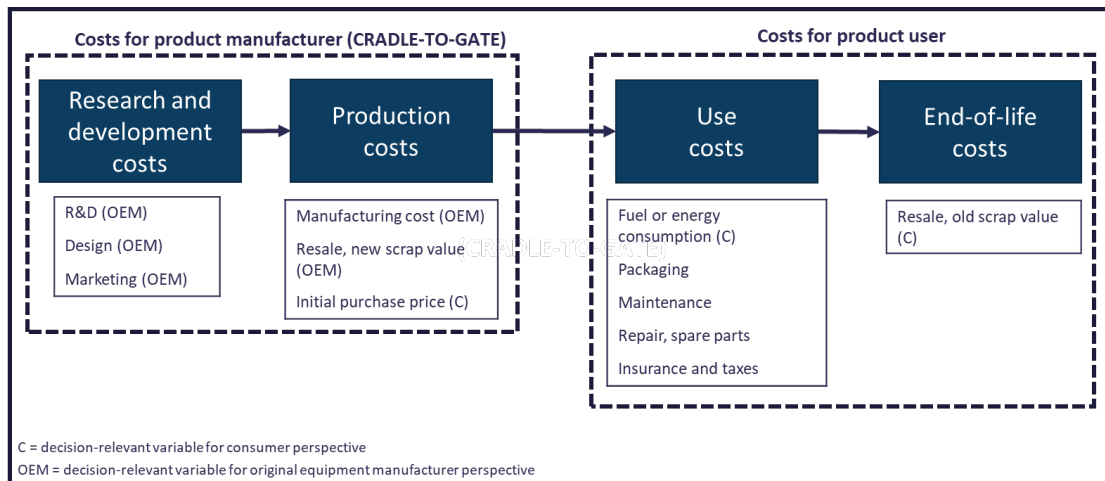 Costs for product manufacturer (CRADLE-TO-GATE)
Costs for product user
Research and
development
costs
Production
costs
Use
costs
End-of-life
costs
R&D (OEM)
Design (OEM)
Marketing (OEM)
Manufacturing cost (OEM)
Resale, new scrap value
(OEM)
Initial purchase price (C)
(CRADLE-TO-GATE)
Fuel or energy
consumption (C)
Packaging
Maintenance
Repair, spare parts
Insurance and taxes
Resale, old scrap value
(C)
C = decision-relevant variable for consumer perspective
OEM = decision-relevant variable for original equipment manufacturer perspective